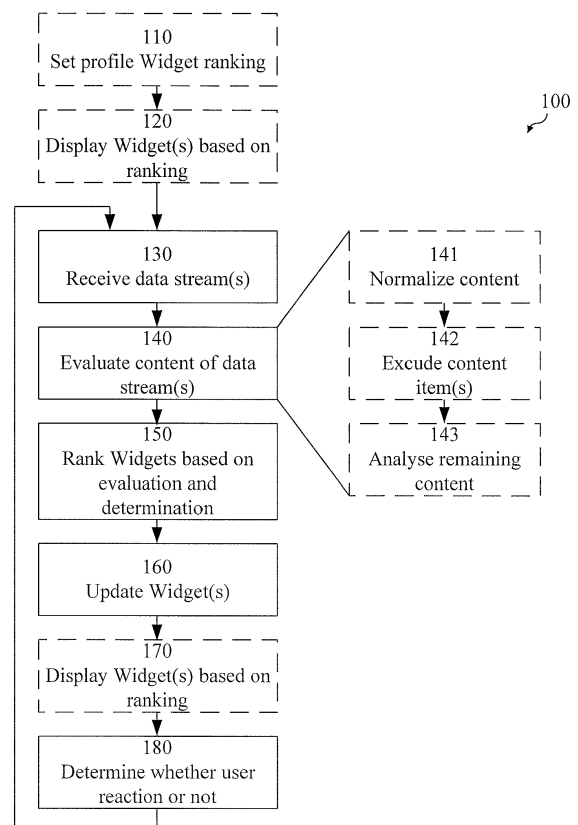 110
Set profile Widget ranking
100
120
Display Widget(s) based on
ranking
130
Receive data stream(s)
140
Evaluate content of data
stream(s)
150
Rank Widgets based on
evaluation and
determination
160
Update Widget(s)
170
Display Widget(s) based on
ranking
180
Determine whether user
reaction or not
141
Normalize content
142
Excude content
item(s)
143
Analyse remaining
content